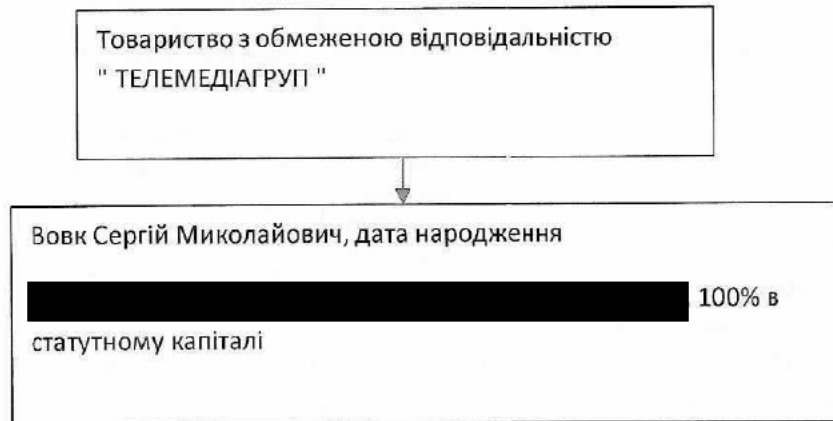 Товариство з обмеженою відповідальністю
" ТЕЛЕМЕДІАГРУП "
Вовк Сергій Миколайович, дата народження
, 100% в
статутному капіталі